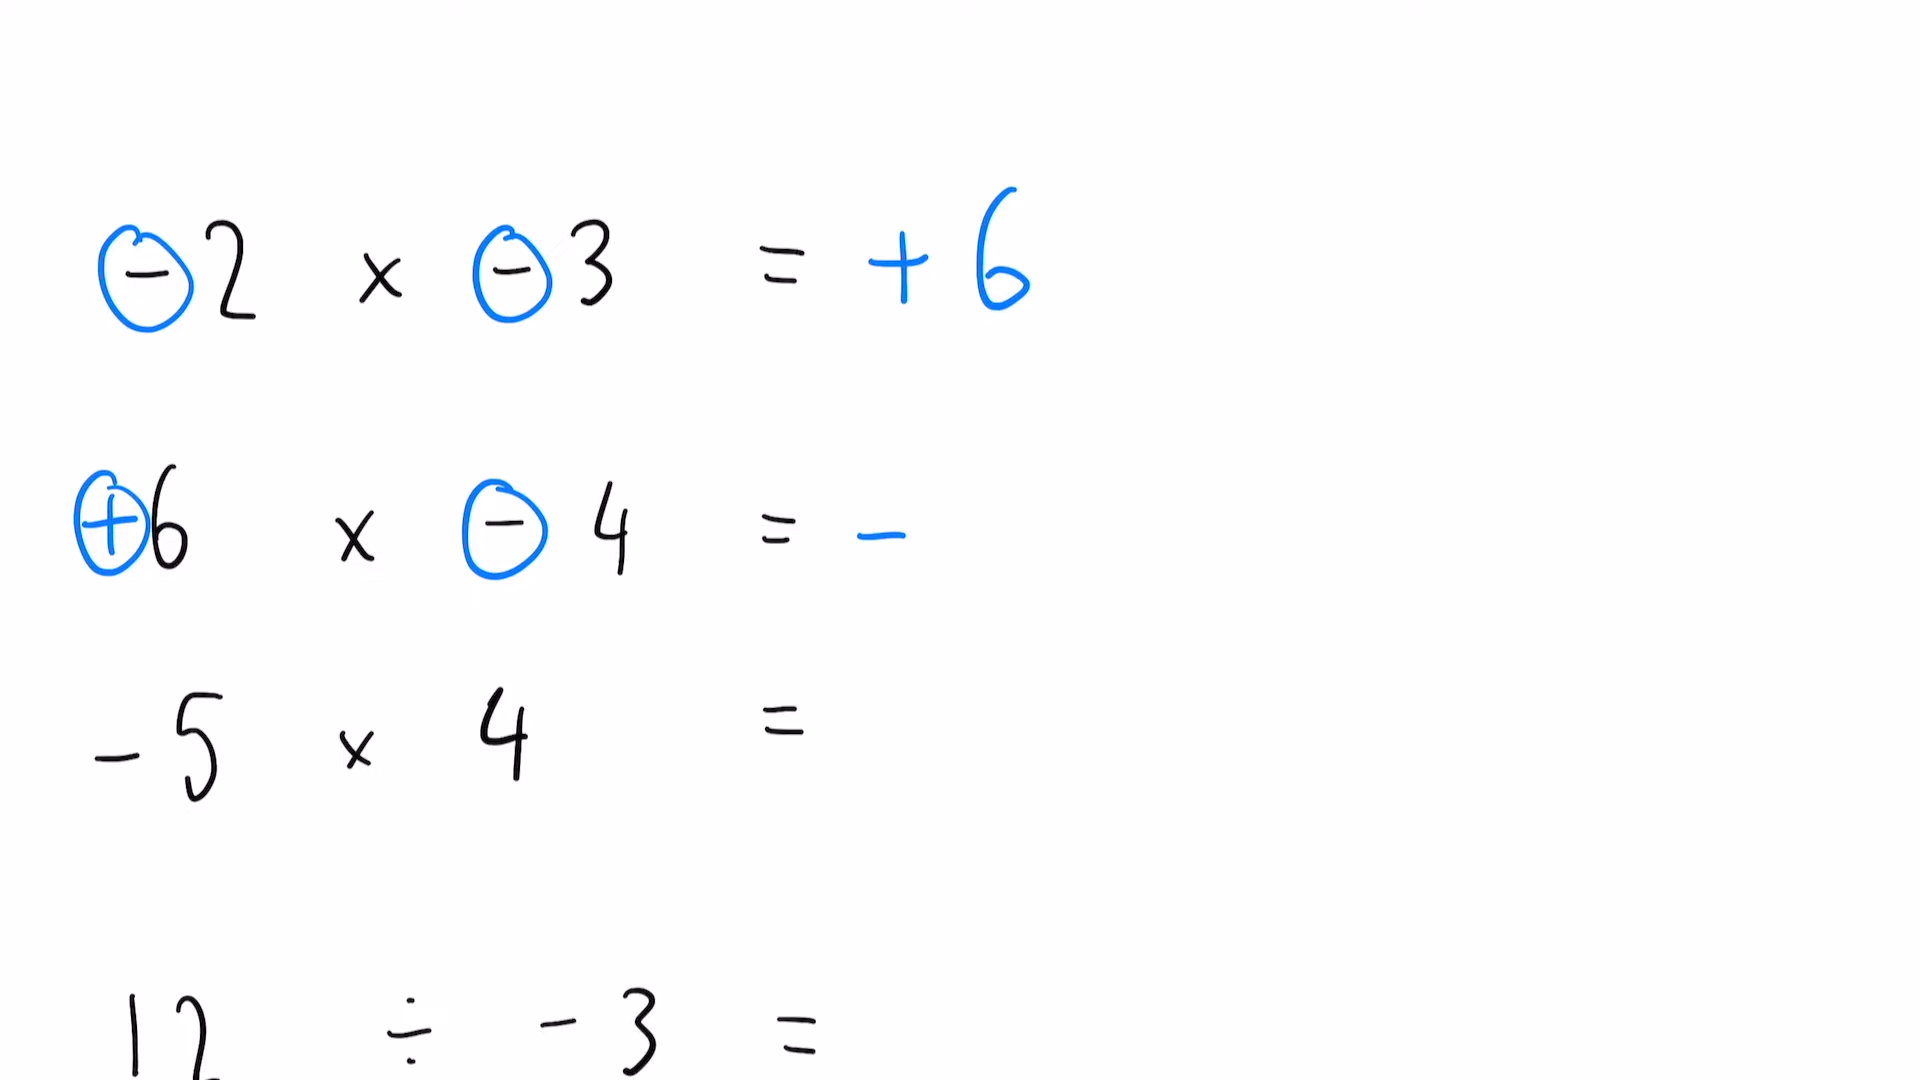 -2 x -3 = +6
+6 x -4 = -
-5 x 4 =
12 ÷ -3 =